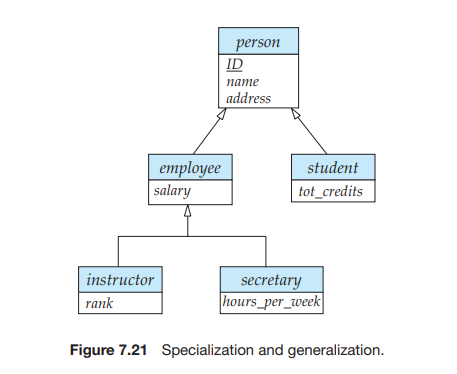 person
ID
name
address
employee
salary
student
tot_credits
instructor
rank
secretary
hours_per_week
Figure 7.21 Specialization and generalization.